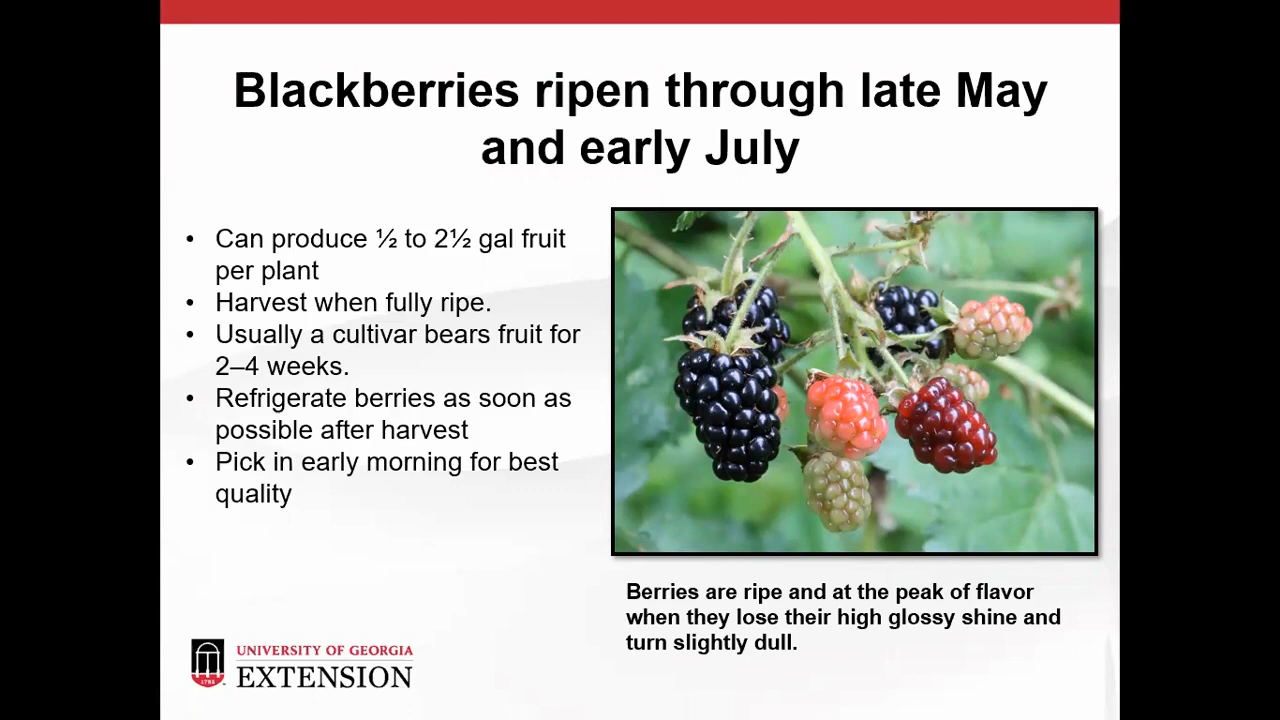 Blackberries ripen through late May
and early July
• Can produce ½ to 2½ gal fruit
per plant
• Harvest when fully ripe.
• Usually a cultivar bears fruit for
2–4 weeks.
• Refrigerate berries as soon as
possible after harvest
• Pick in early morning for best
quality
Berries are ripe and at the peak of flavor
when they lose their high glossy shine and
turn slightly dull.
1785
UNIVERSITY OF GEORGIA
EXTENSION